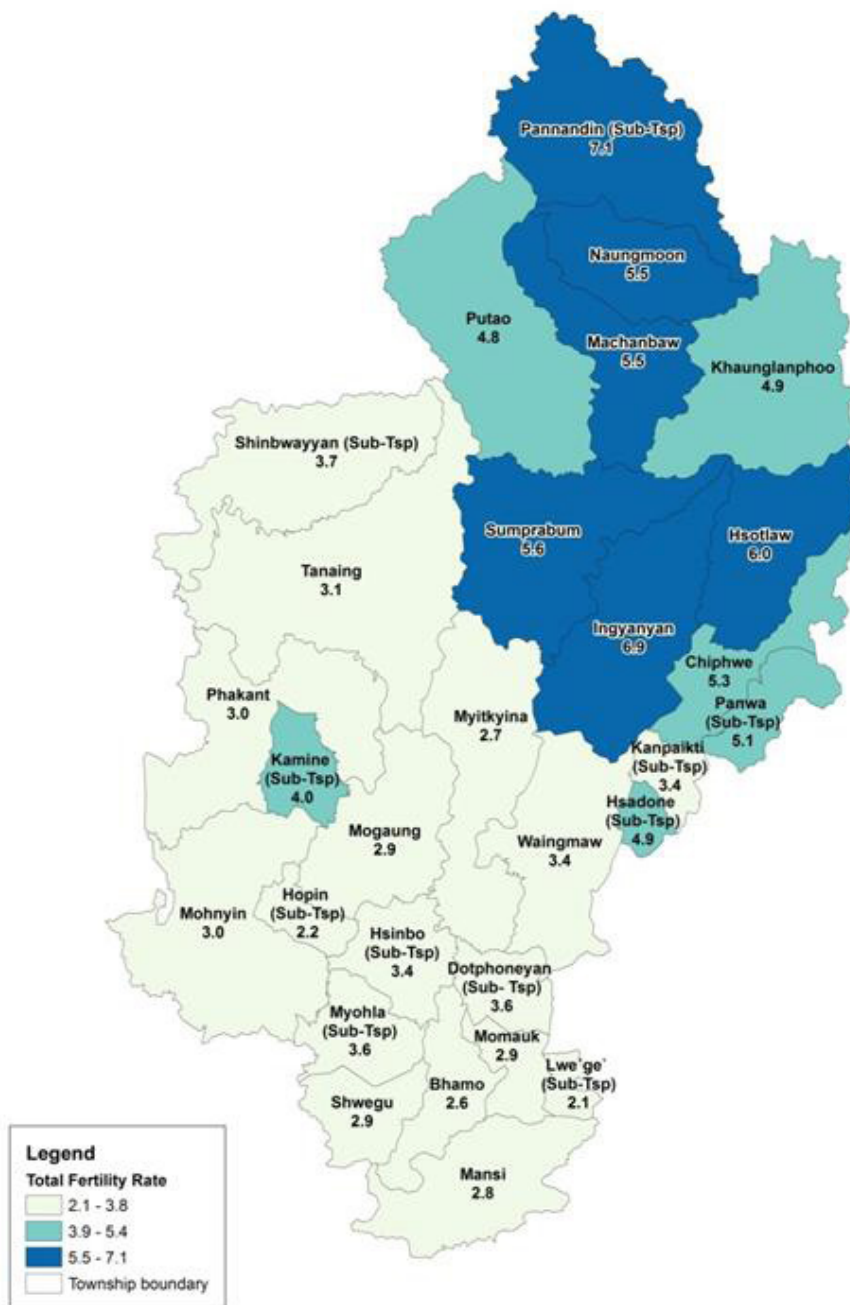 Pannandin (Sub-Tsp)
7.1
Naungmoon
5.5
Putao
4.8
Machanbaw
5.5
Khaunglanphoo
4.9
Shinbwayyan (Sub-Tsp)
3.7
Sumprabum
5.6
Hsotlaw
6.0
Tanaing
3.1
Ingyanyan
6.9
Chiphwe
5.3
Phakant
3.0
Myitkyina
2.7
Panwa
(Sub-Tsp)
5.1
Kanpaikti
(Sub-Tsp)
3.4
Kamine
(Sub-Tsp)
4.0
Hsadone
(Sub-Tsp)
4.9
Mogaung
2.9
Waingmaw
3.4
Hopin
(Sub-Tsp)
2.2
Mohnyin
3.0
Hsinbo
(Sub-Tsp)
3.4
Dotphoneyan
(Sub- Tsp)
3.6
Myohla
(Sub-Tsp)
3.6
Momauk
2.9
Lwe`ge`
(Sub-Tsp)
2.1
Bhamo
2.6
Shwegu
2.9
Mansi
2.8
Legend
Total Fertility Rate
2.1 - 3.8
3.9 - 5.4
5.5 - 7.1
Township boundary